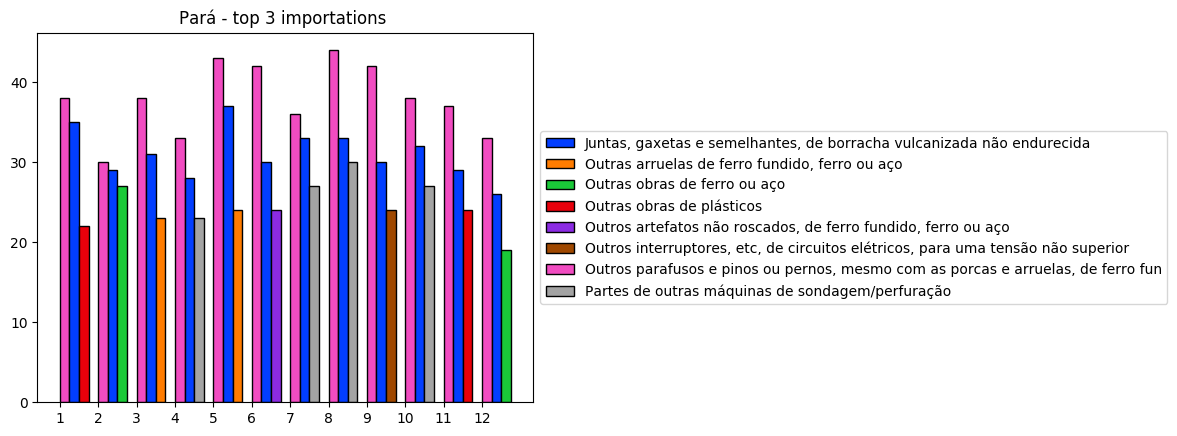 Pará - top 3 importations
40
30
20
10
0
1 2 3 4 5 6 7 8 9 10 11 12
Juntas, gaxetas e semelhantes, de borracha vulcanizada não endurecida
Outras arruelas de ferro fundido, ferro ou aço
Outras obras de ferro ou aço
Outras obras de plásticos
Outros artefatos não roscados, de ferro fundido, ferro ou aço
Outros interruptores, etc, de circuitos elétricos, para uma tensão não superior
Outros parafusos e pinos ou pernos, mesmo com as porcas e arruelas, de ferro fun
Partes de outras máquinas de sondagem/perfuração